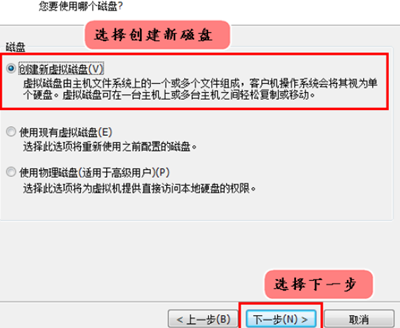 您要使用哪个磁盘?
选择创建新磁盘
磁盘
创建新虚拟磁盘(V)
虚拟磁盘由主机文件系统上的一个或多个文件组成，客户机操作系统会将其视为单
个硬盘。虚拟磁盘可在一台主机上或多台主机之间轻松复制或移动。
使用现有虚拟磁盘(E)
选择此选项将重新使用之前配置的磁盘。
使用物理磁盘(适用于高级用户)(P)
选择此选项将为虚拟机提供直接访问本地硬盘的权限。
选择下一步
< 上一步(B)
下一步(N) >
取消